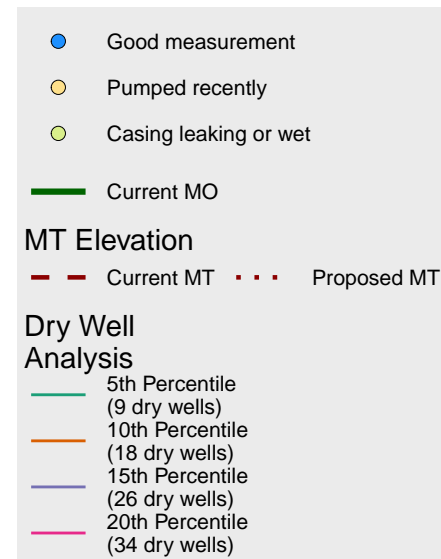 Good measurement
Pumped recently
Casing leaking or wet
Current MO
MT Elevation
Current MT Proposed MT
Dry Well
Analysis
5th Percentile
(9 dry wells)
10th Percentile
(18 dry wells)
15th Percentile
(26 dry wells)
20th Percentile
(34 dry wells)